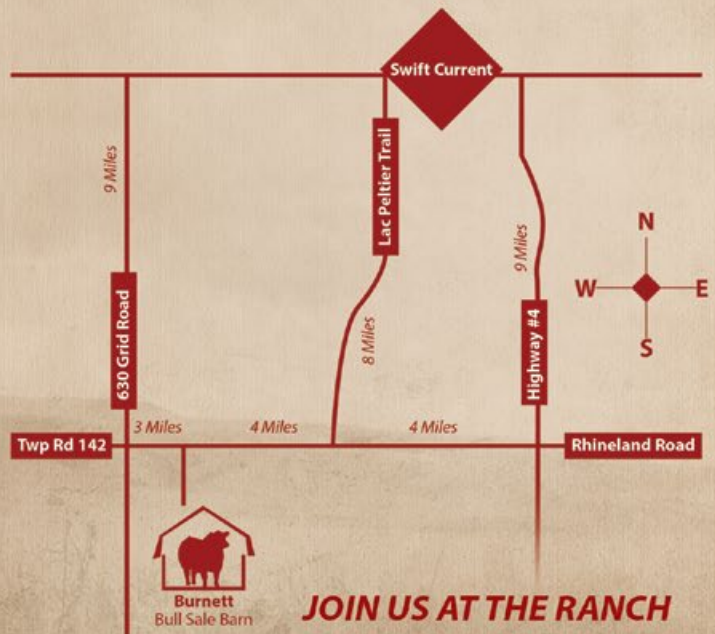 Swift Current
9 Miles
Lac Peltier Trail
9 Miles
N
W
E
S
8 Miles
630 Grid Road
Highway #4
3 Miles
4 Miles
4 Miles
Twp Rd 142
Rhineland Road
Burnett
Bull Sale Barn
JOIN US AT THE RANCH